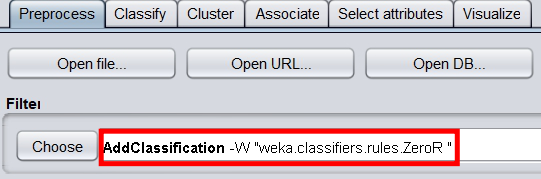 Preprocess Classify Cluster Associate Select attributes Visualize
Open file... Open URL... Open DB...
Filter
Choose AddClassification -W "weka.classifiers.rules.ZeroR "